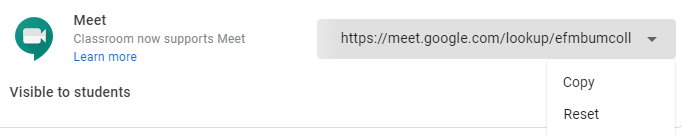 Meet
Classroom now supports Meet
Learn more
https://meet.google.com/lookup/efmbumcoll
Copy
Visible to students
Reset